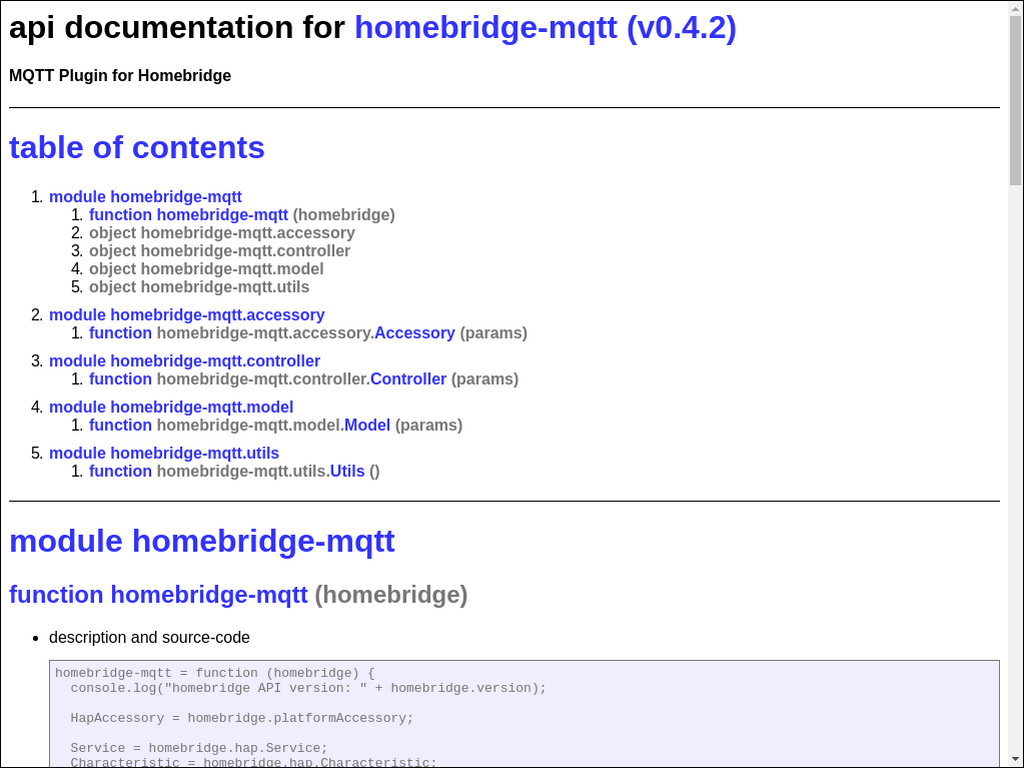 api documentation for homebridge-mqtt (v0.4.2)
MQTT Plugin for Homebridge
table of contents
1. module homebridge-mqtt
1. function homebridge-mqtt (homebridge)
2. object homebridge-mqtt.accessory
3. object homebridge-mqtt.controller
4. object homebridge-mqtt.model
5. object homebridge-mqtt.utils
2. module homebridge-mqtt.accessory
1. function homebridge-mqtt.accessory.Accessory (params)
3. module homebridge-mqtt.controller
1. function homebridge-mqtt.controller.Controller (params)
4. module homebridge-mqtt.model
1. function homebridge-mqtt.model.Model (params)
5. module homebridge-mqtt.utils
1. function homebridge-mqtt.utils.Utils ()
module homebridge-mqtt
function homebridge-mqtt (homebridge)
• description and source-code
homebridge-mqtt = function (homebridge) {
  console.log("homebridge API version: " + homebridge.version);
  HapAccessory = homebridge.platformAccessory;
  Service = homebridge.hap.Service;
  Characteristic = homebridge.hap.Characteristic;